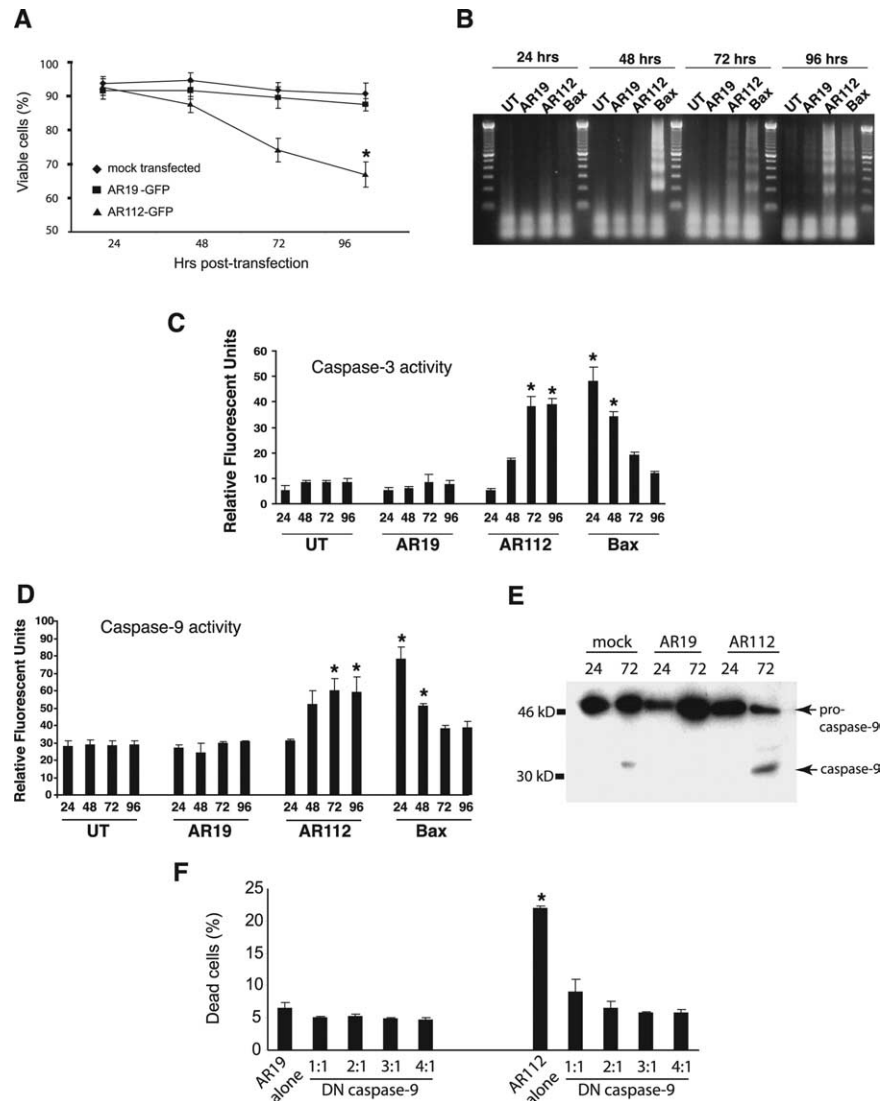 A
100
90
80
70
60
50
Viable cells (%)
*
mock transfected
AR19-GFP
AR112-GFP
24 48 72 96
Hrs post-transfection
B
24 hrs 48 hrs 72 hrs 96 hrs
UT AR19 AR112 Bax UT AR19 AR112 Bax UT AR19 AR112 Bax UT AR19 AR112 Bax
C
Caspase-3 activity
Relative Fluorescent Units
60
50
40
30
20
10
0
* * * *
24 48 72 96 24 48 72 96 24 48 72 96 24 48 72 96
UT AR19 AR112 Bax
D
Caspase-9 activity
Relative Fluorescent Units
100
90
80
70
60
50
40
30
20
10
0
* * * *
24 48 72 96 24 48 72 96 24 48 72 96 24 48 72 96
UT AR19 AR112 Bax
E
mock AR19 AR112
24 72 24 72 24 72
46 kD
30 kD
pro-
caspase-9
caspase-9
F
Dead cells (%)
25
20
15
10
5
0
*
AR19 alone 1:1 2:1 3:1 4:1 AR112 alone 1:1 2:1 3:1 4:1
DN caspase-9 DN caspase-9